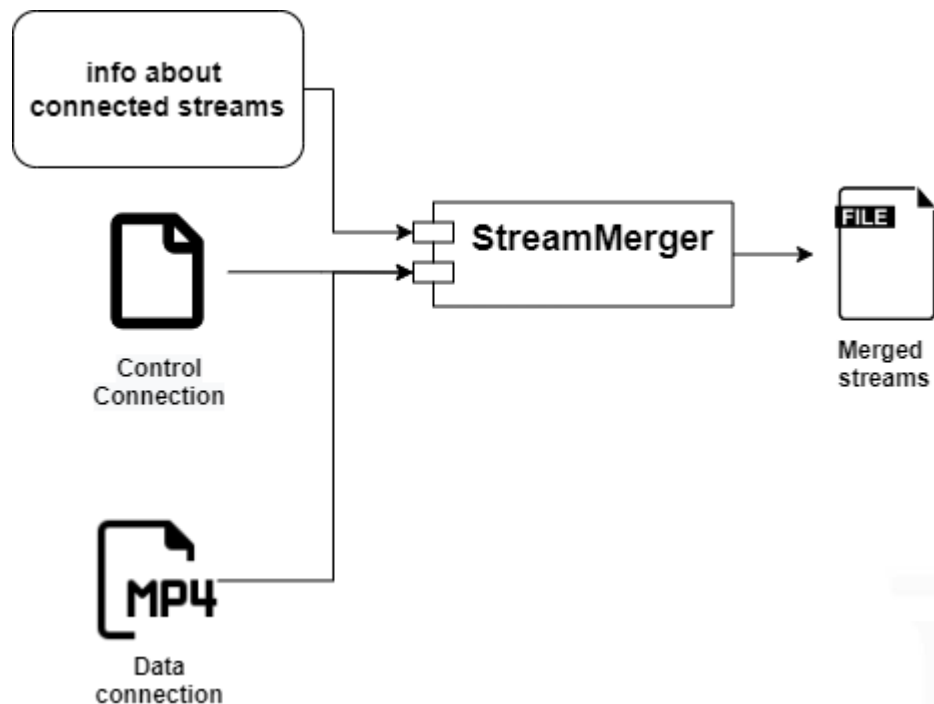 info about
connected streams
StreamMerger
FILE
Merged
streams
Control
Connection
MP4
Data
connection